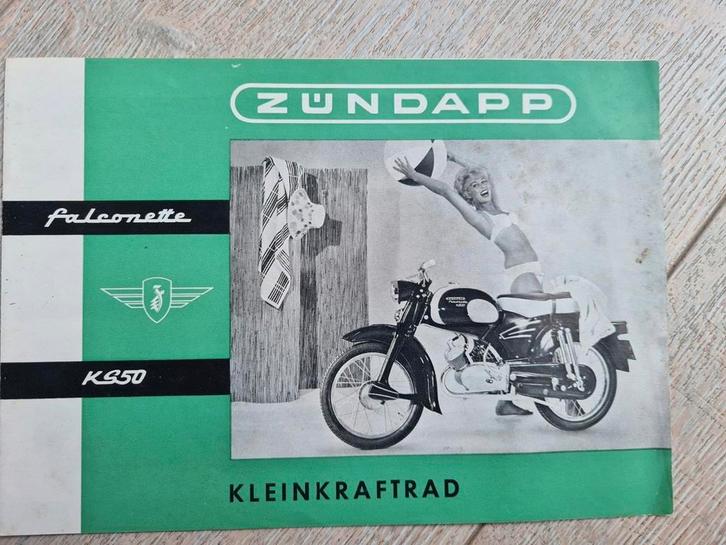 ZÜNDAPP
falconette
KS50
KLEINKRAFTRAD